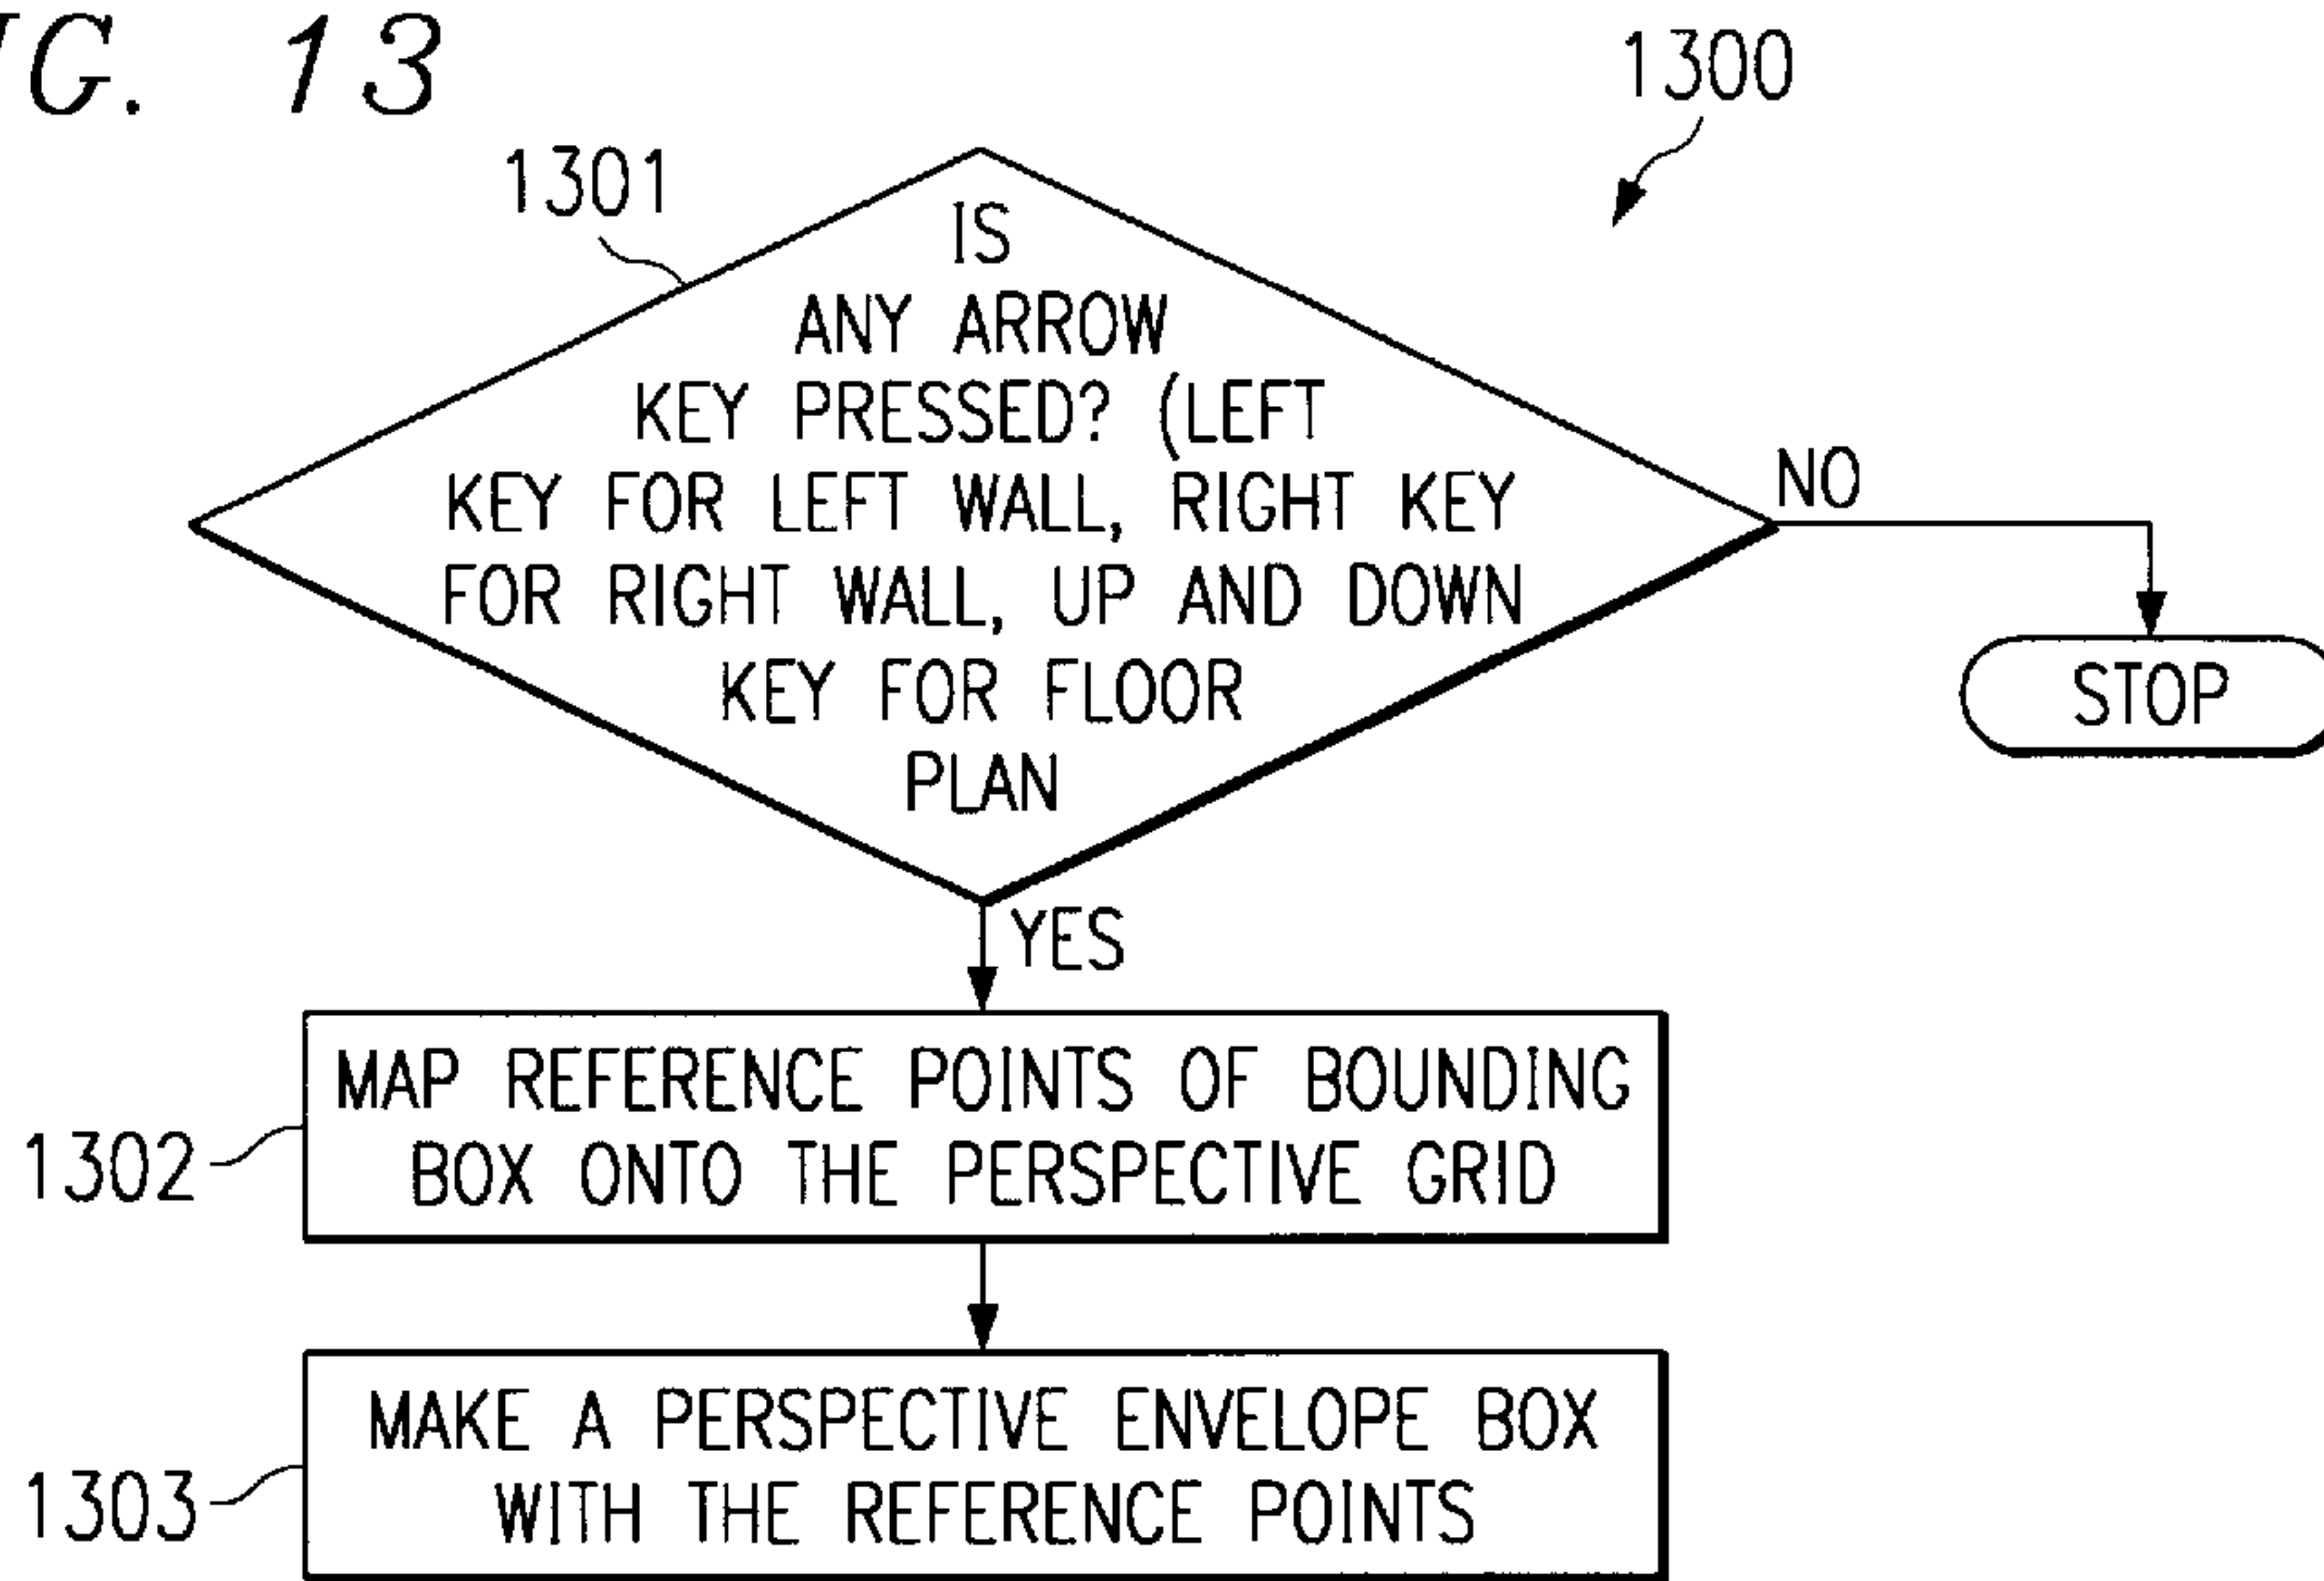 G. 13
1300
1301
IS
ANY ARROW
KEY PRESSED? (LEFT
KEY FOR LEFT WALL, RIGHT KEY
FOR RIGHT WALL, UP AND DOWN
KEY FOR FLOOR
PLAN
NO
STOP
YES
1302
MAP REFERENCE POINTS OF BOUNDING
BOX ONTO THE PERSPECTIVE GRID
1303
MAKE A PERSPECTIVE ENVELOPE BOX
WITH THE REFERENCE POINTS